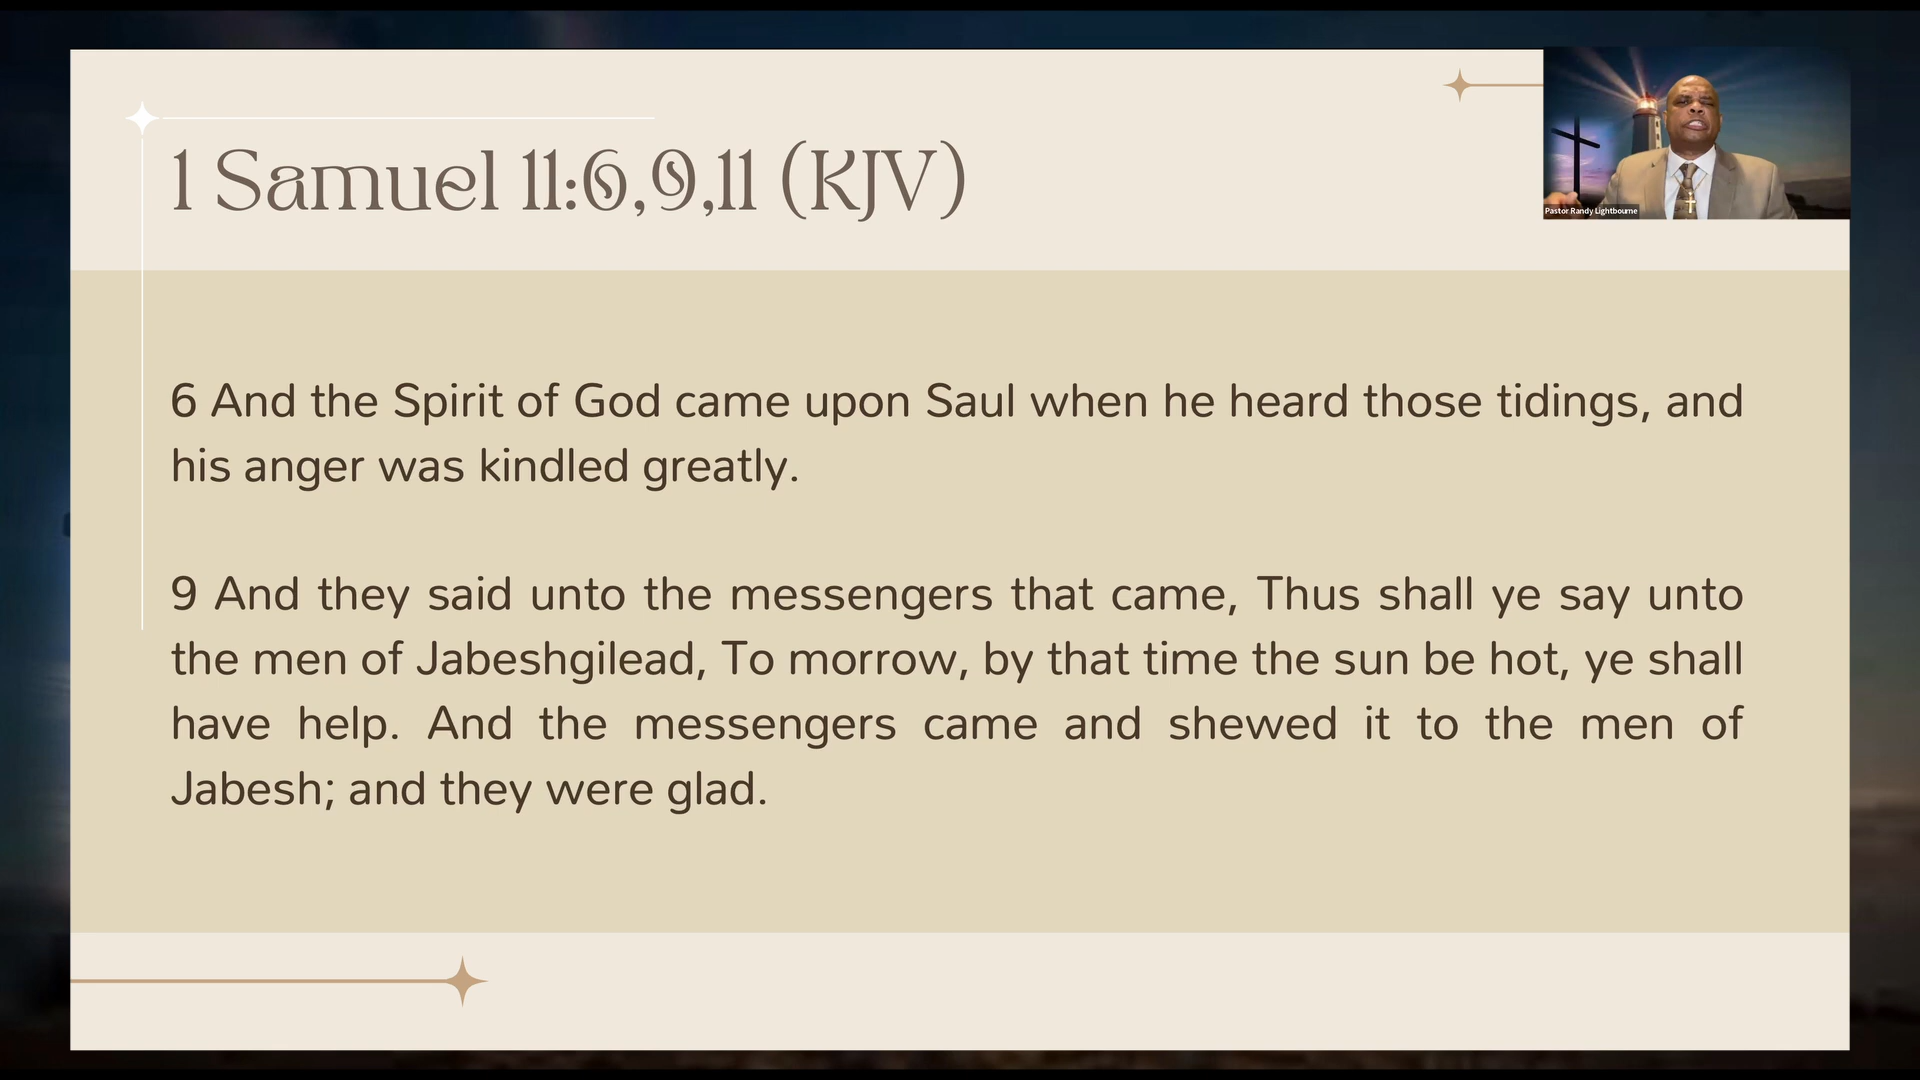 1 Samuel 11:6,9,11 (KJV)
Pastor Randy Lightbourne
6 And the Spirit of God came upon Saul when he heard those tidings, and
his anger was kindled greatly.
9 And they said unto the messengers that came, Thus shall ye say unto
the men of Jabeshgilead, To morrow, by that time the sun be hot, ye shall
have help. And the messengers came and shewed it to the men of
Jabesh; and they were glad.